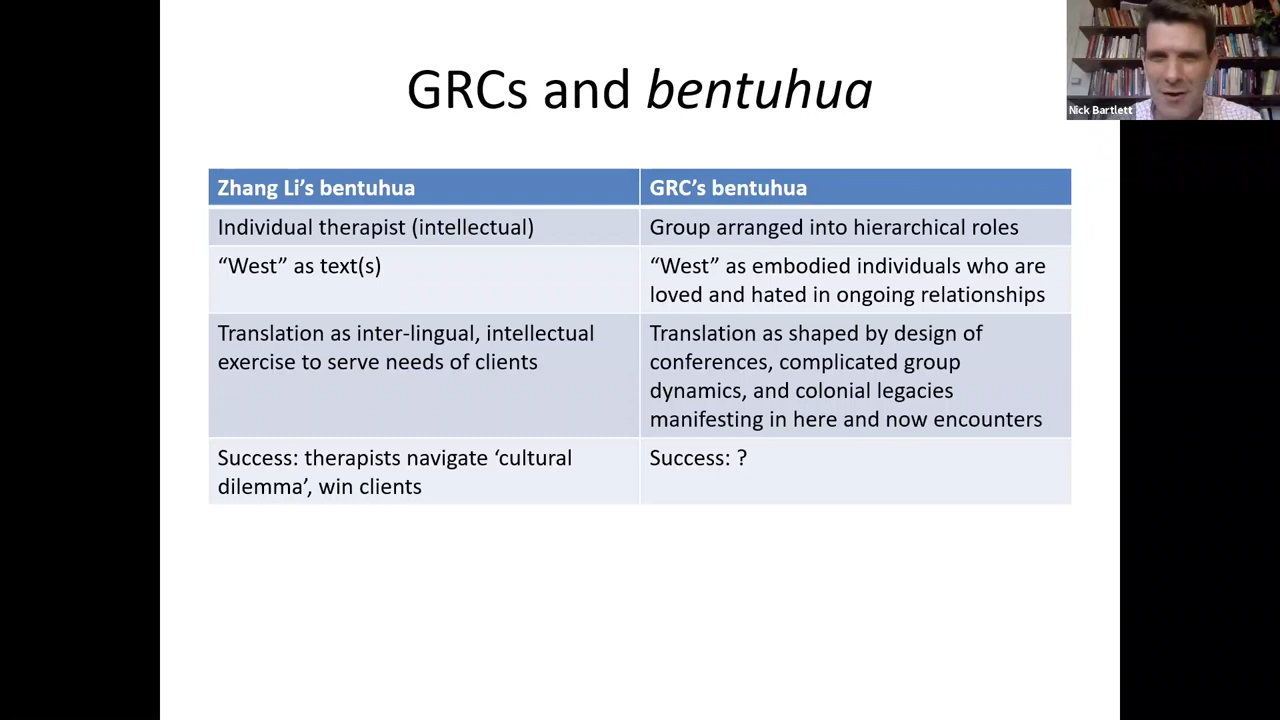 GRCs and bentuhua
Nick Bartlett
Zhang Li's bentuhua
GRC's bentuhua
Individual therapist (intellectual)
Group arranged into hierarchical roles
“West” as text(s)
“West” as embodied individuals who are
loved and hated in ongoing relationships
Translation as inter-lingual, intellectual
exercise to serve needs of clients
Translation as shaped by design of
conferences, complicated group
dynamics, and colonial legacies
manifesting in here and now encounters
Success: therapists navigate ‘cultural
dilemma’, win clients
Success: ?